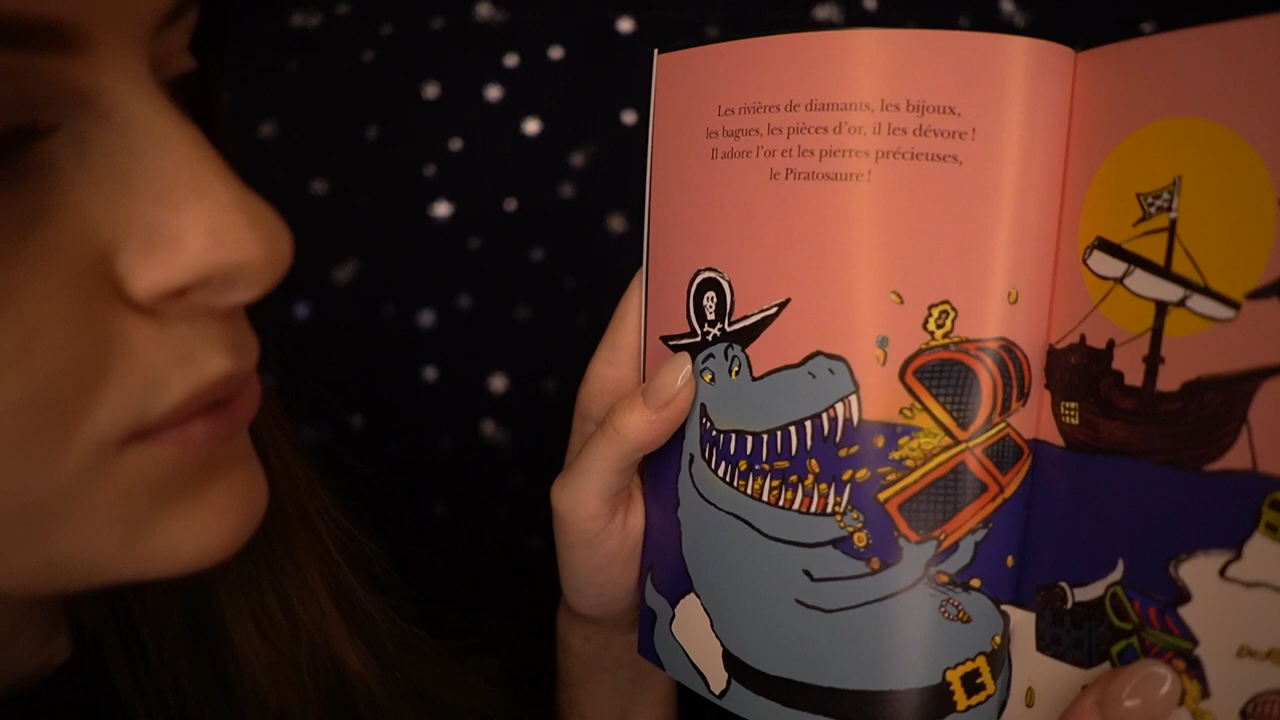 Les rivières de diamants, les bijoux,
les bagues, les pièces d'or, il les dévore !
Il adore l'or et les pierres précieuses,
le Piratosaure !